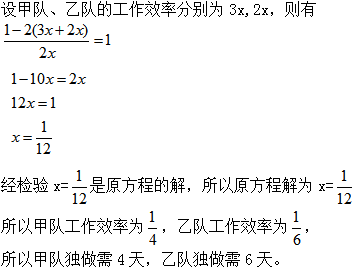 设甲队、乙队的工作效率分别为 3x,2x，则有
\frac{1-2(3x+2x)}{2x}=1
1-10x=2x
12x=1
x=\frac{1}{12}
经检验 x=\frac{1}{12}是原方程的解，所以原方程解为 x=\frac{1}{12}
所以甲队工作效率为\frac{1}{4}，乙队工作效率为\frac{1}{6}，
所以甲队独做需 4 天，乙队独做需 6 天。